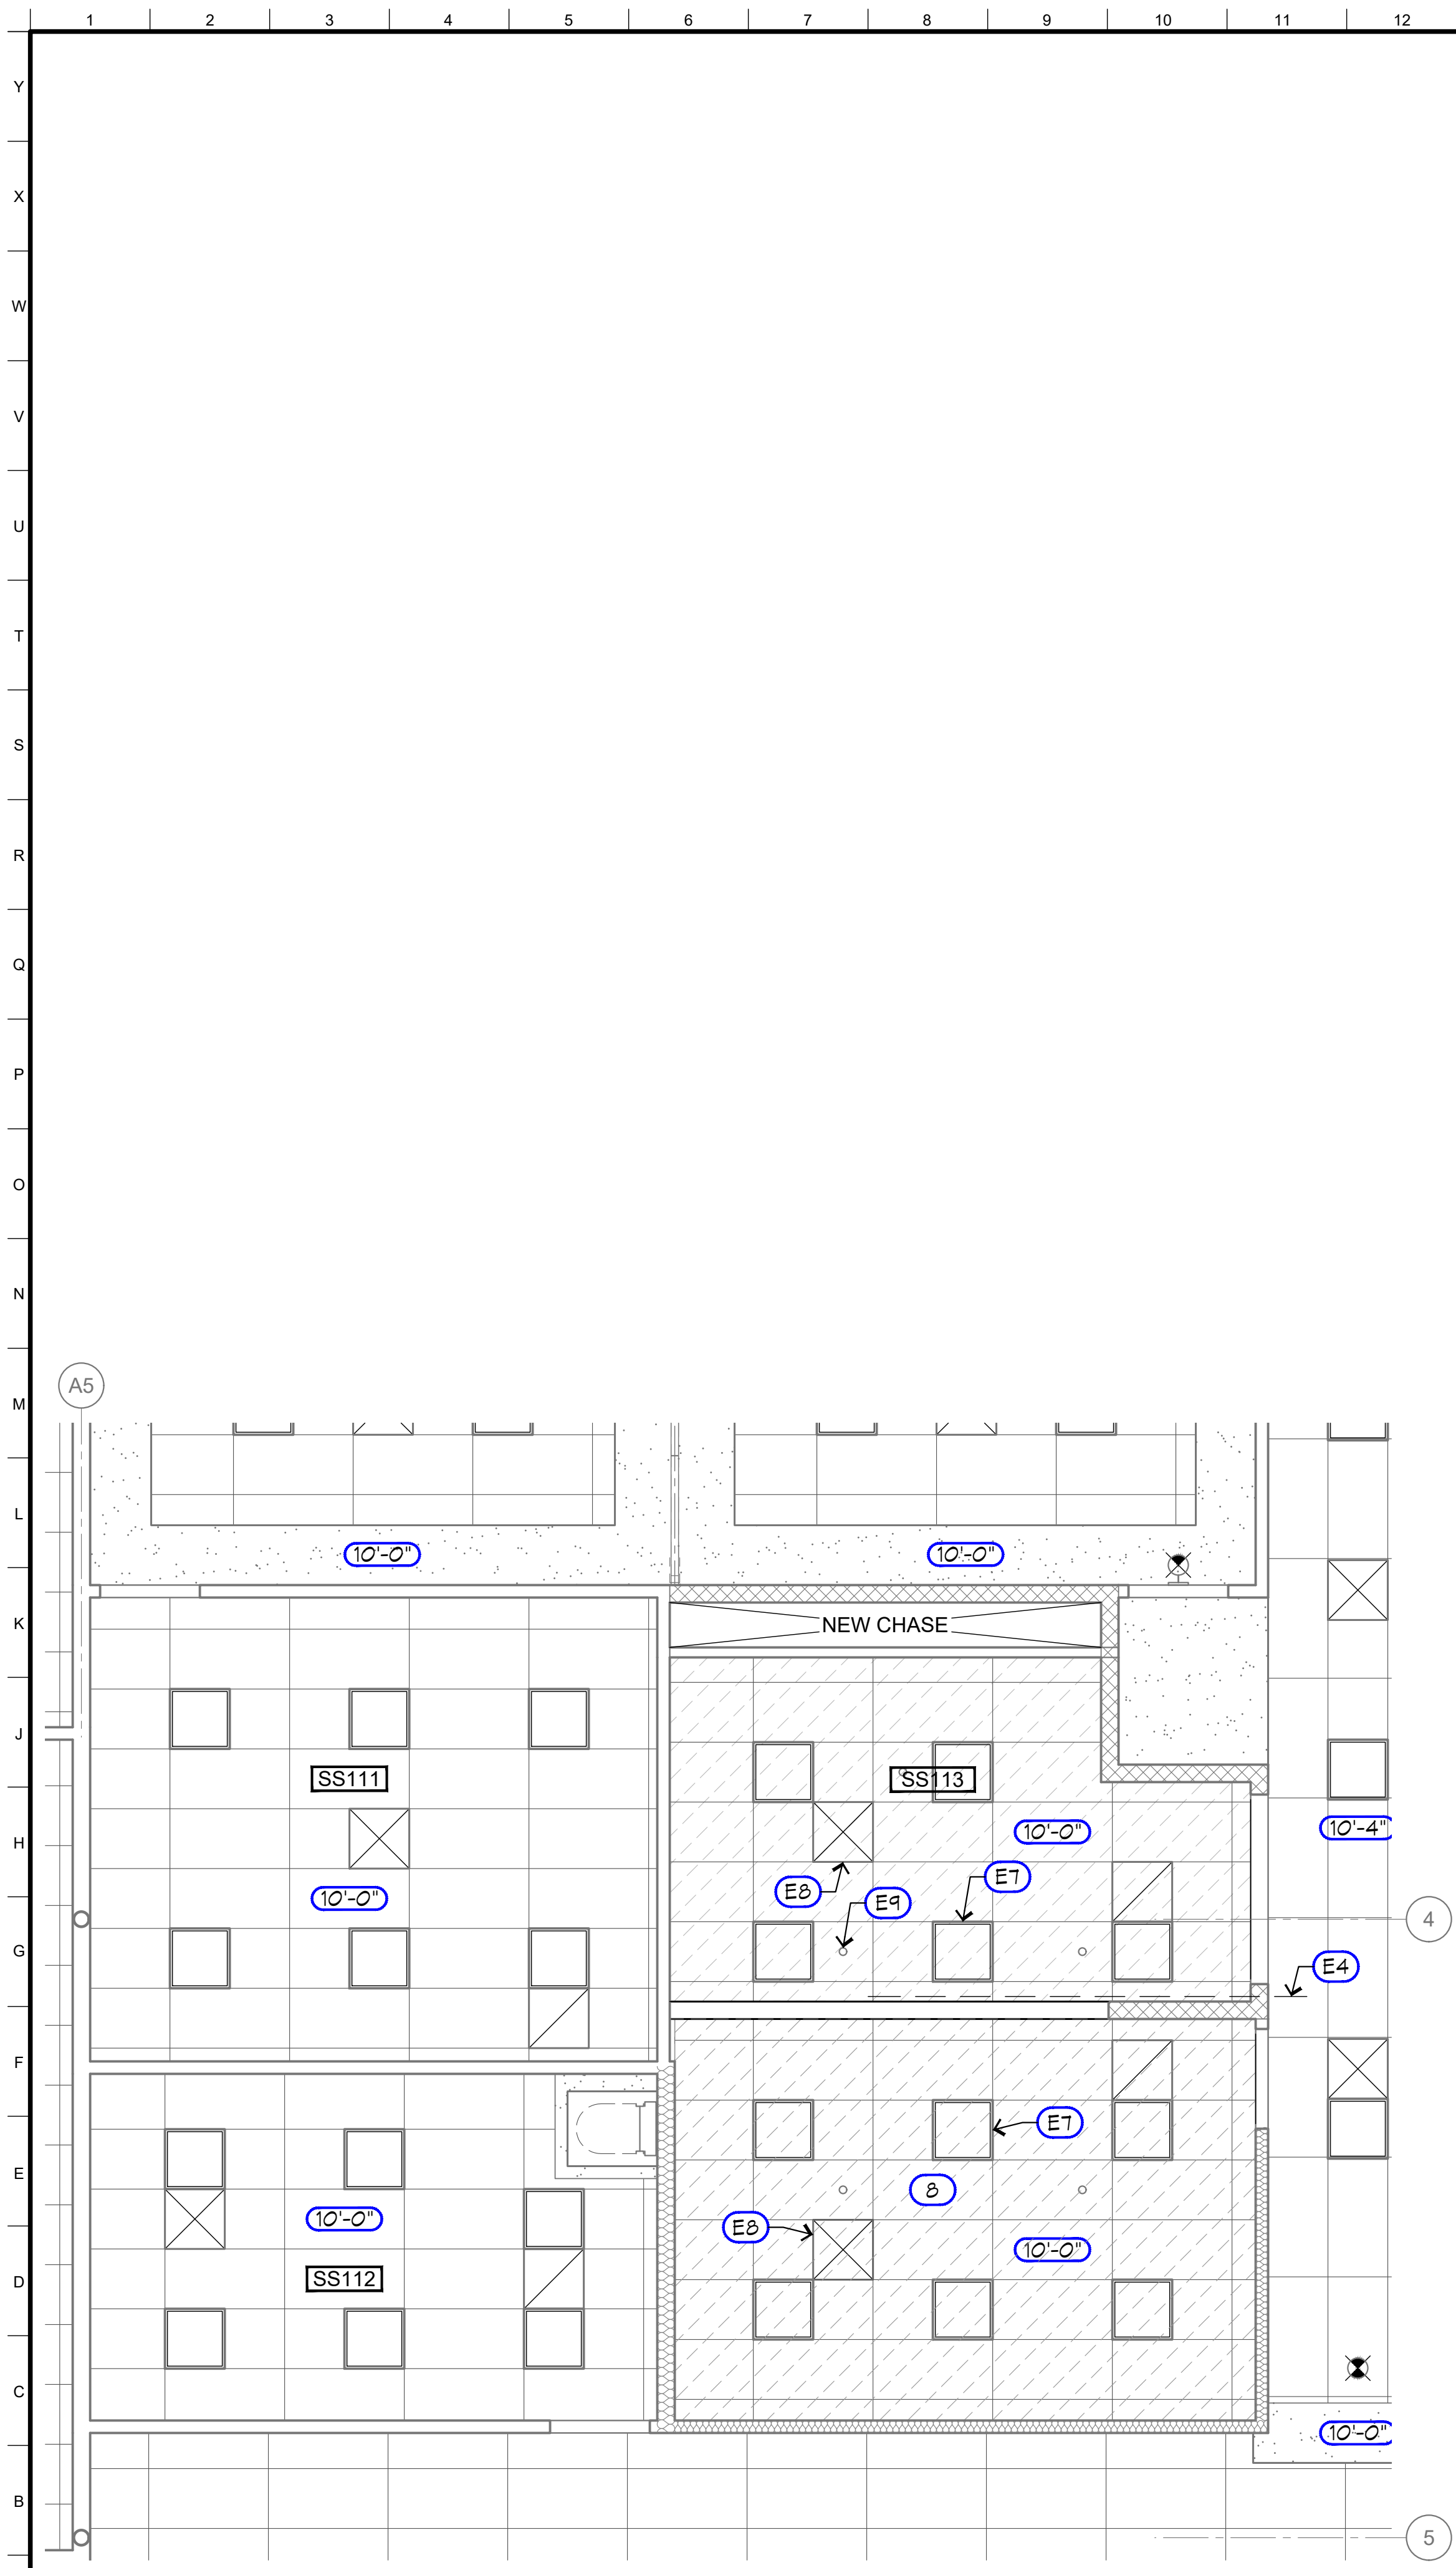 1 2 3 4 5 6 7 8 9 10 11 12
Y
X
W
V
U
T
S
R
Q
P
O
N
M
A5
L
10'-0" 10'-0"
K
NEW CHASE
J
SS111 SS113
H
10'-0" 10'-4"
E7
E8
10'-0"
E9
4
G
E4
F
E7
E
8
10'-0"
E8
10'-0"
D
SS112
C
10'-0"
B
5